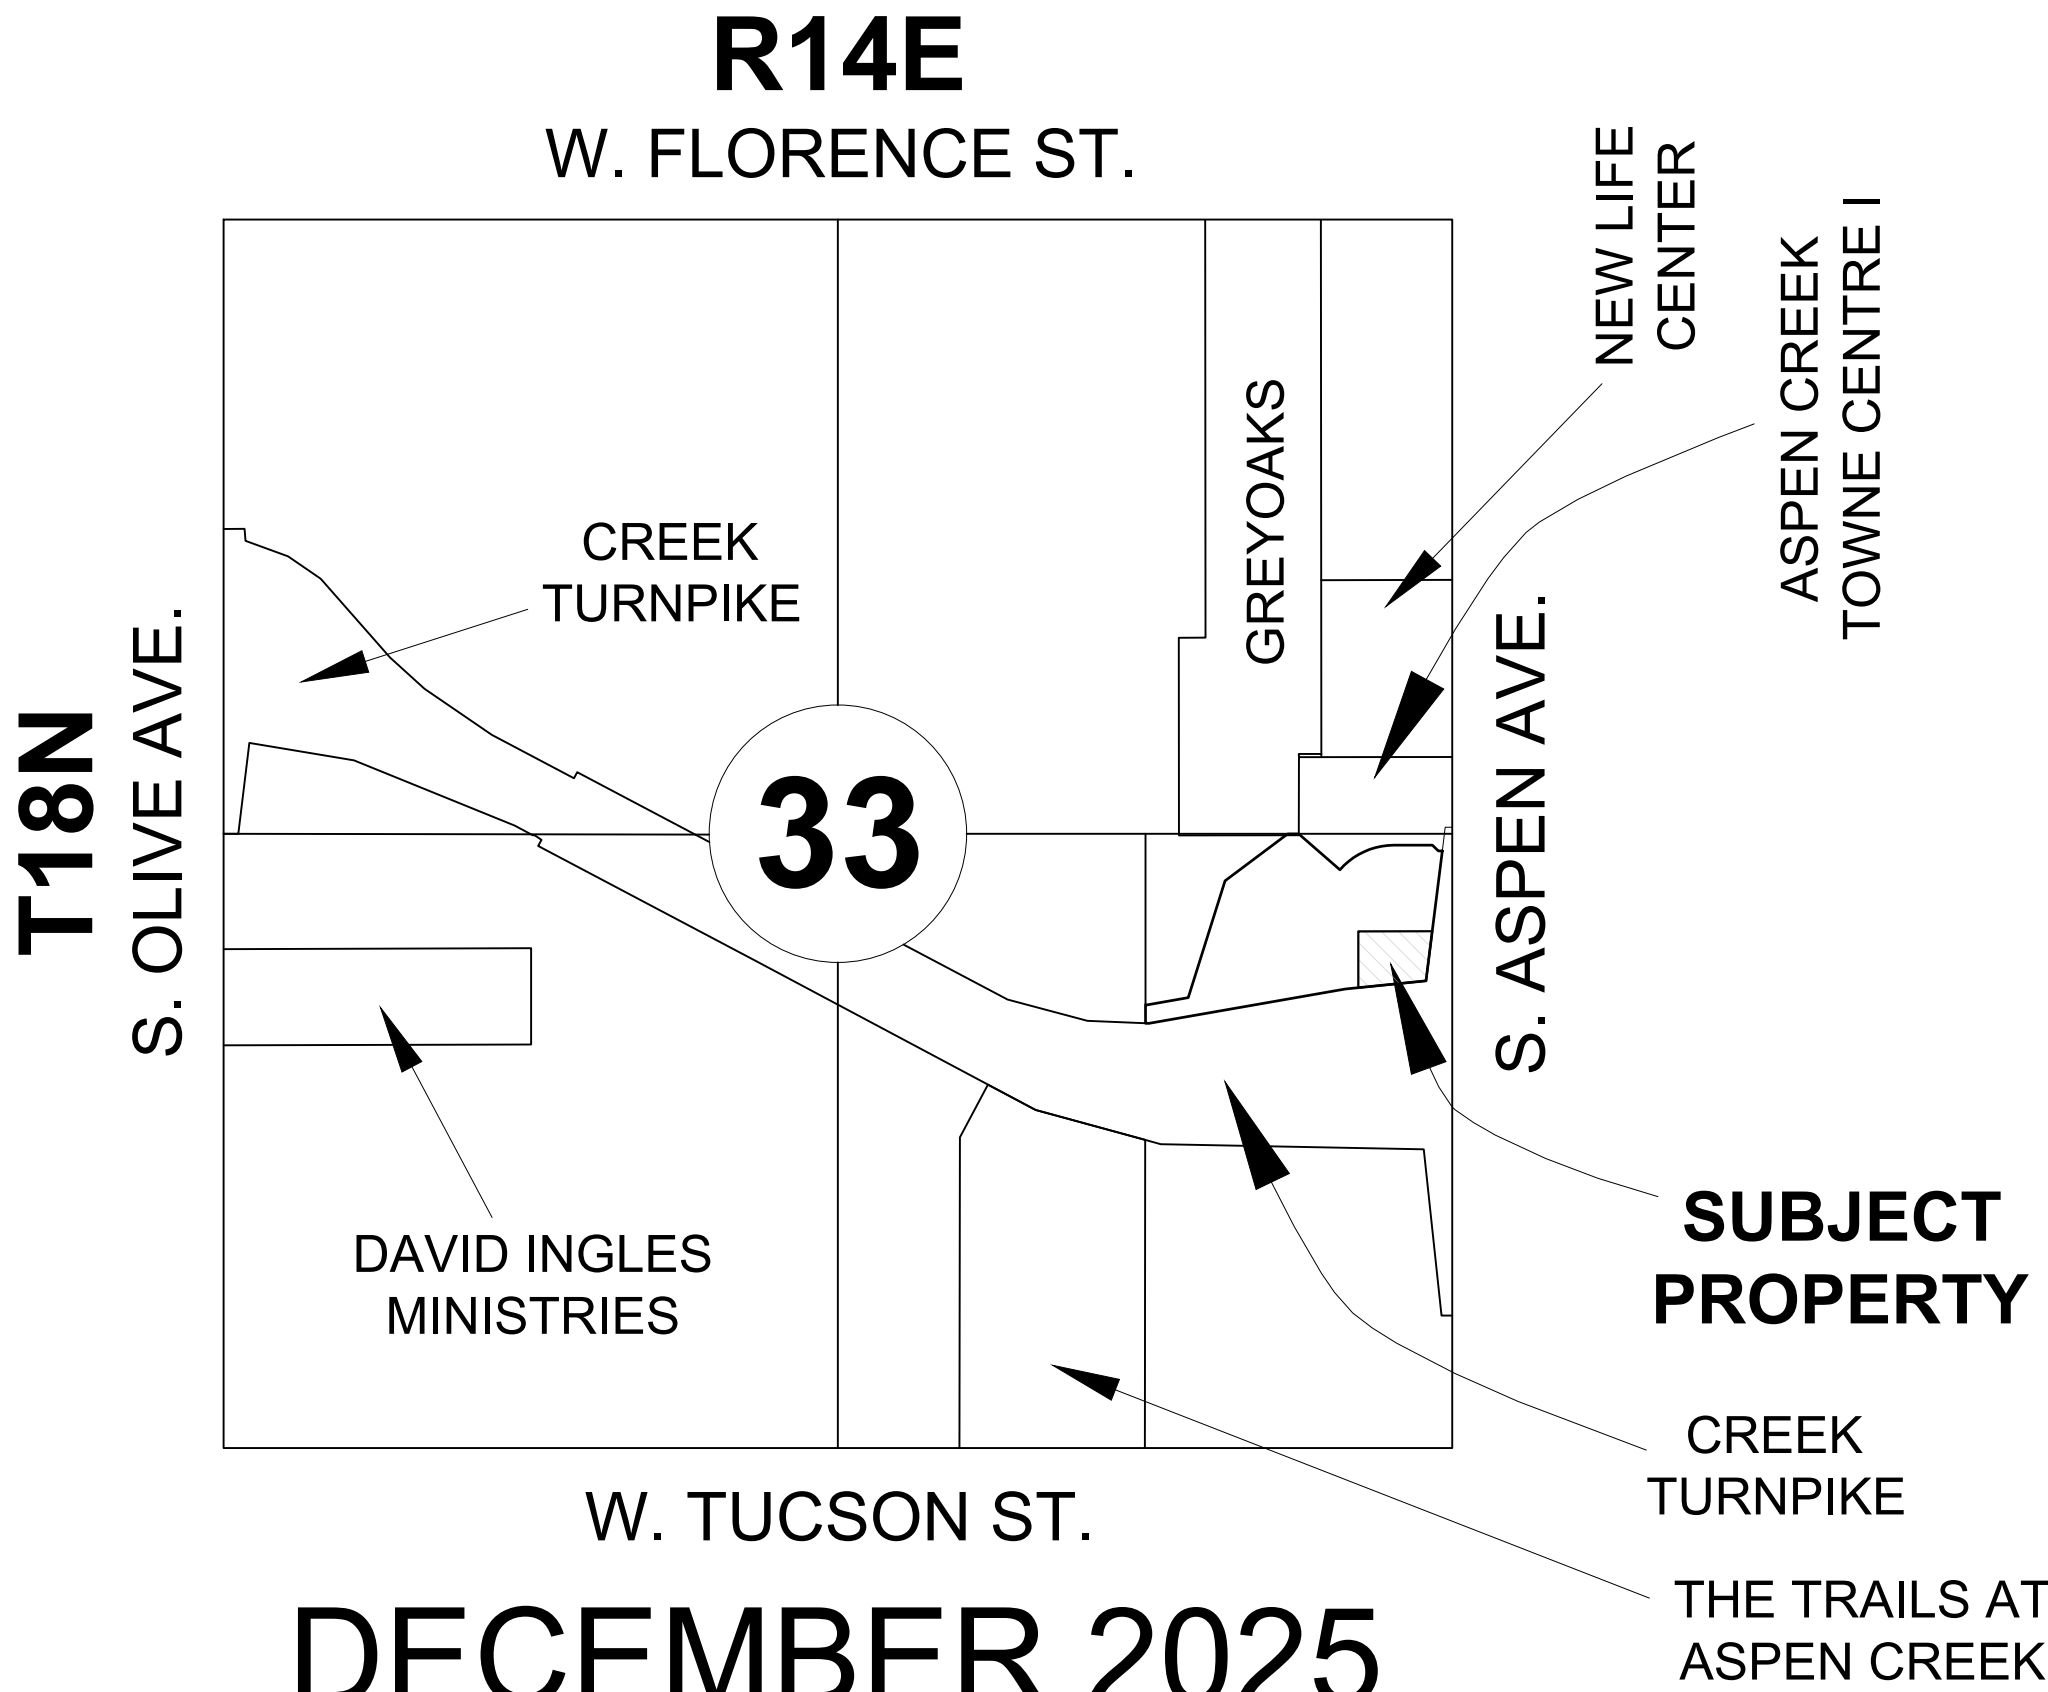 R14E
W. FLORENCE ST.
NEW LIFE
CENTER
ASPEN CREEK
TOWNE CENTRE I
GREYOAKS
CREEK
TURNPIKE
T18N
S. OLIVE AVE.
33
S. ASPEN AVE.
DAVID INGLES
MINISTRIES
SUBJECT
PROPERTY
CREEK
TURNPIKE
W. TUCSON ST.
THE TRAILS AT
ASPEN CREEK
DECEMBER 2025